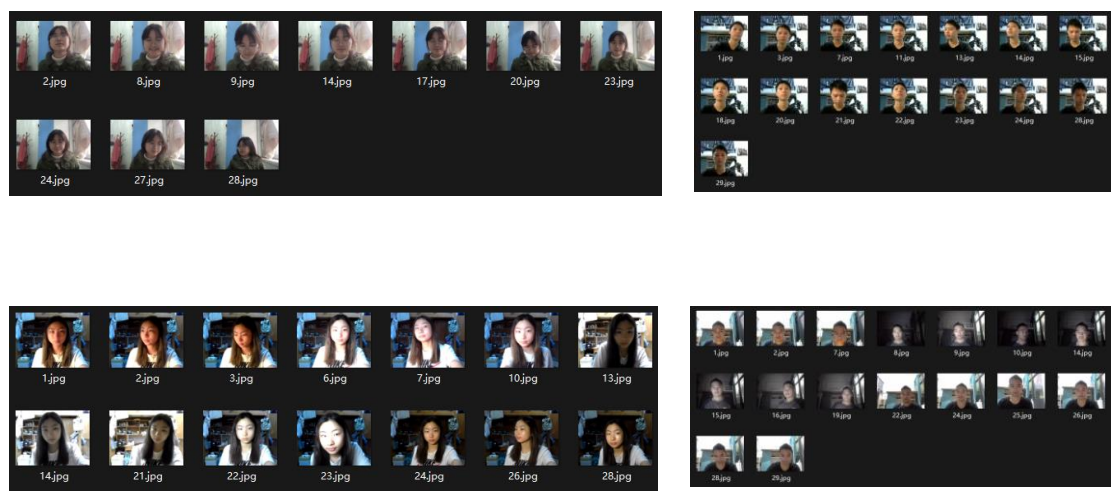 2.jpg 8.jpg 9.jpg 14.jpg 17.jpg 20.jpg 23.jpg
24.jpg 27.jpg 28.jpg
1.jpg 3.jpg 7.jpg 11.jpg 13.jpg 14.jpg 15.jpg
18.jpg 20.jpg 21.jpg 22.jpg 23.jpg 24.jpg 28.jpg
29.jpg
1.jpg 2.jpg 3.jpg 6.jpg 7.jpg 10.jpg 13.jpg
14.jpg 21.jpg 22.jpg 23.jpg 24.jpg 26.jpg 28.jpg
1.jpg 2.jpg 7.jpg 8.jpg 9.jpg 10.jpg 14.jpg
15.jpg 16.jpg 19.jpg 22.jpg 24.jpg 25.jpg 26.jpg
28.jpg 29.jpg